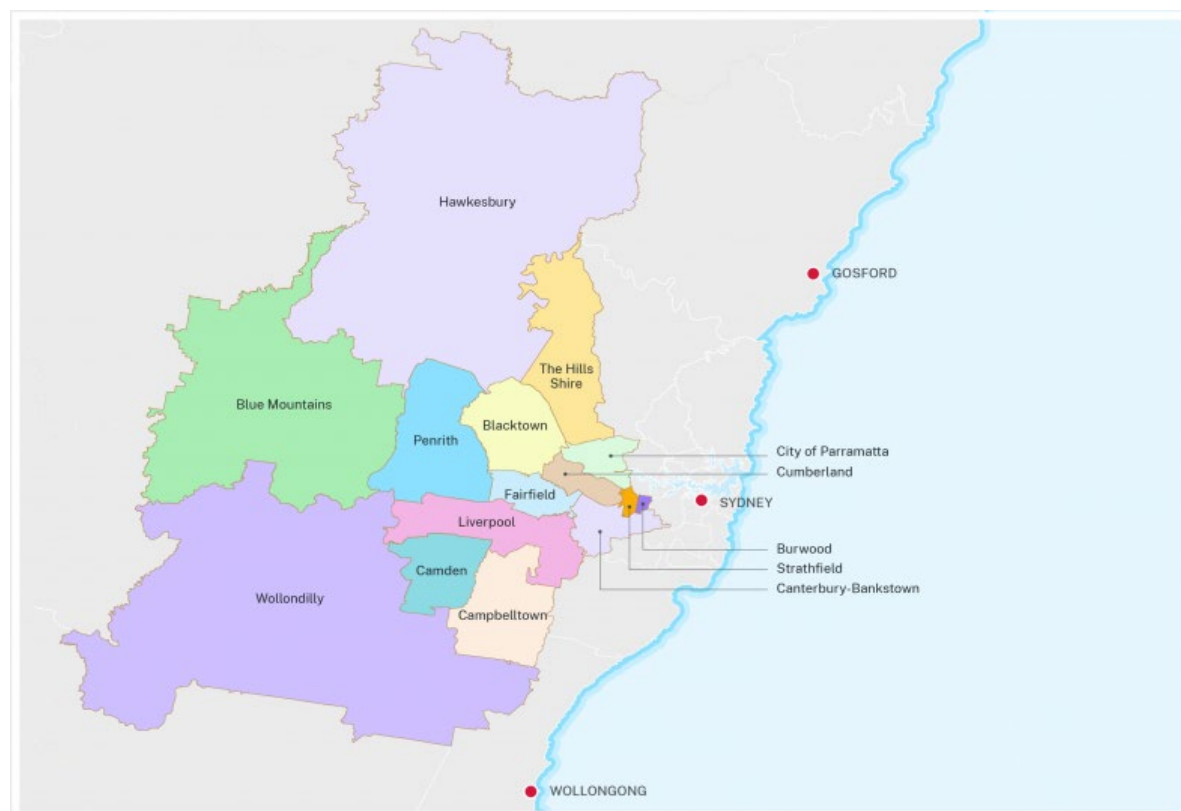 Hawkesbury
GOSFORD
The Hills
Shire
Blue Mountains
Blacktown
Penrith
City of Parramatta
Cumberland
Fairfield
SYDNEY
Liverpool
Burwood
Strathfield
Camden
Canterbury-Bankstown
Wollondilly
Campbelltown
WOLLONGONG